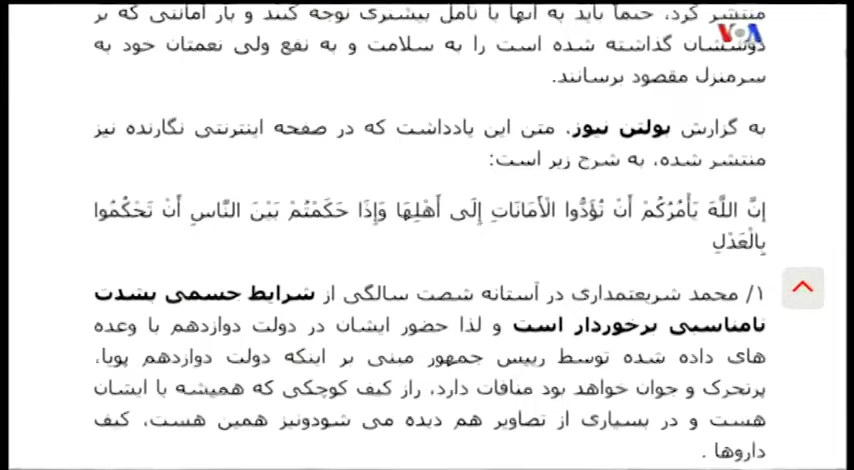 منتشر کرد، حتماً باید به آنها با تامل بیشتری توجه کنند و بار امانتی که بر
VOA
دوششان گذاشته شده است را به سلامت و به نفع ولی نعمتان خود به
سرمنزل مقصود برسانند.
به گزارش بولتن نیوز، متن این یادداشت که در صفحه اینترنتی نگارنده نیز
منتشر شده، به شرح زیر است:
إِنَّ اللَّهَ يَأْمُرُكُمْ أَنْ تُؤَدُّوا الْأَمَانَاتِ إِلَى أَهْلِهَا وَإِذَا حَكَمْتُمْ بَيْنَ النَّاسِ أَنْ تَحْكُمُوا
بِالْعَدْلِ
۱/ محمد شریعتمداری در آستانه شصت سالگی از شرایط جسمی بشدت
نامناسبی برخوردار است و لذا حضور ایشان در دولت دوازدهم با وعده
های داده شده توسط رییس جمهور مبنی بر اینکه دولت دوازدهم پویا،
پرتحرک و جوان خواهد بود منافات دارد، راز کیف کوچکی که همیشه با ایشان
هست و در بسیاری از تصاویر هم دیده می شودونیز همین هست، کیف
داروها .